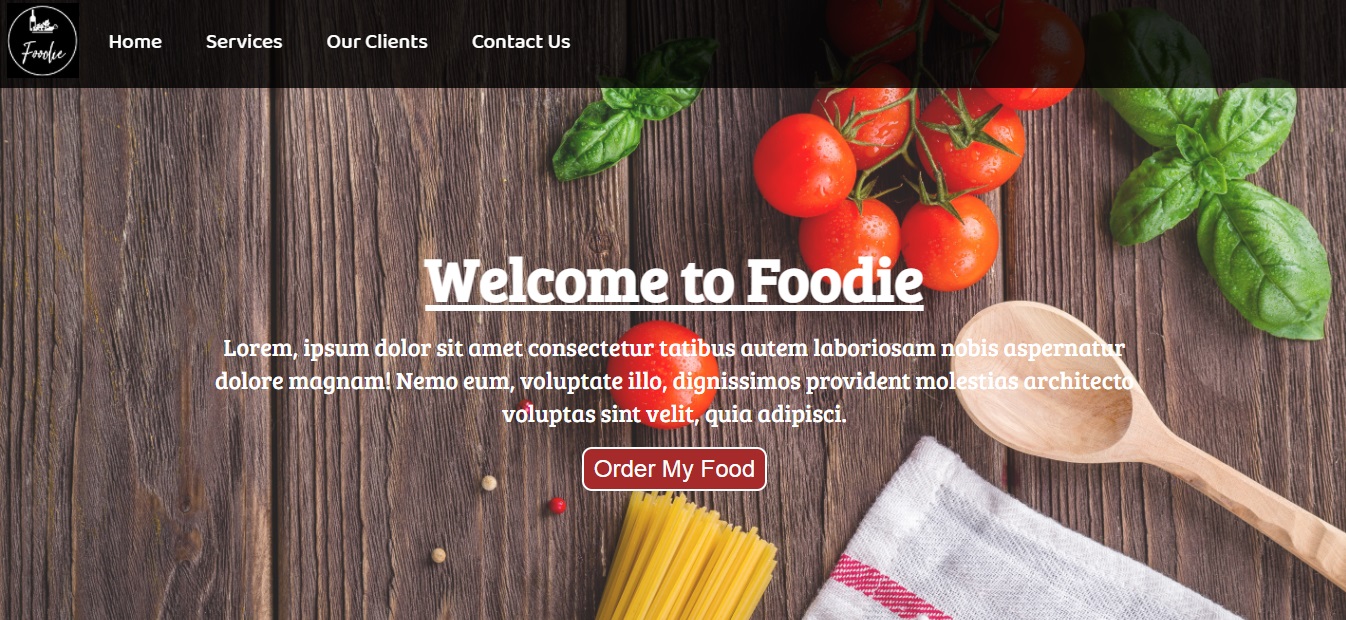 Foodie
Home Services Our Clients Contact Us
Welcome to Foodie
Lorem, ipsum dolor sit amet consectetur tatibus autem laboriosam nobis aspernatur
dolore magnam! Nemo eum, voluptate illo, dignissimos provident molestias architecto
voluptas sint velit, quia adipisci.
Order My Food